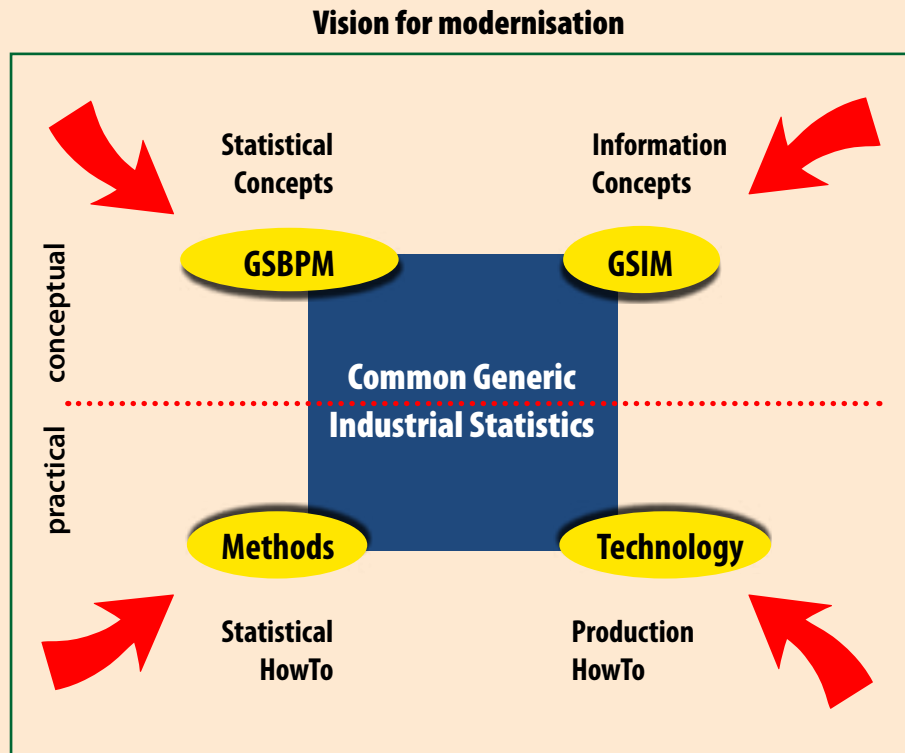 Vision for modernisation
Statistical
Concepts
Information
Concepts
GSBPM
GSIM
conceptual
Common Generic
Industrial Statistics
practical
Methods
Technology
Statistical
HowTo
Production
HowTo